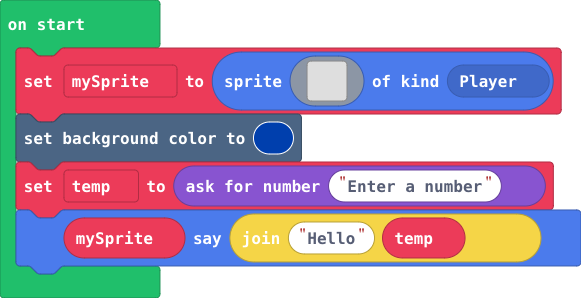 on start
set mySprite to sprite of kind Player
set background color to
set temp to ask for number "Enter a number"
mySprite say join "Hello" temp